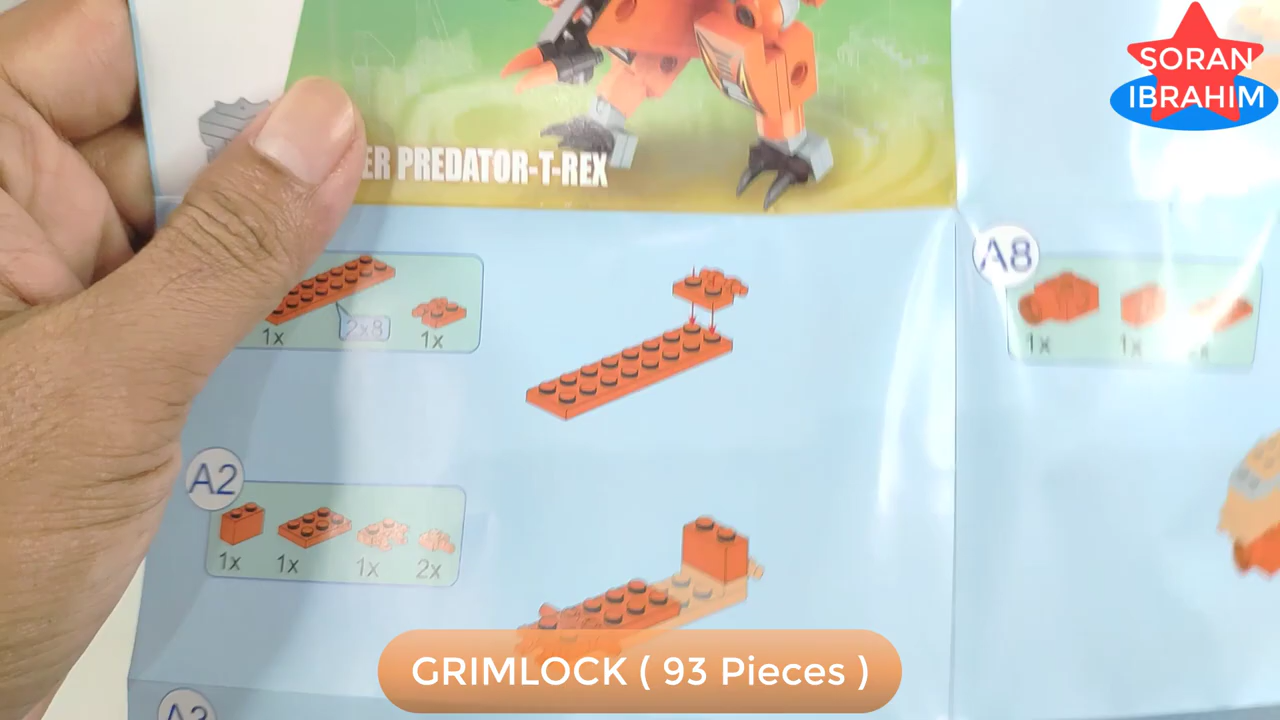 SORAN
IBRAHIM
ER PREDATOR-T-REX
1x
2x8
1x
A8
1x
1x
A2
1x
1x
1x
2x
GRIMLOCK ( 93 Pieces )